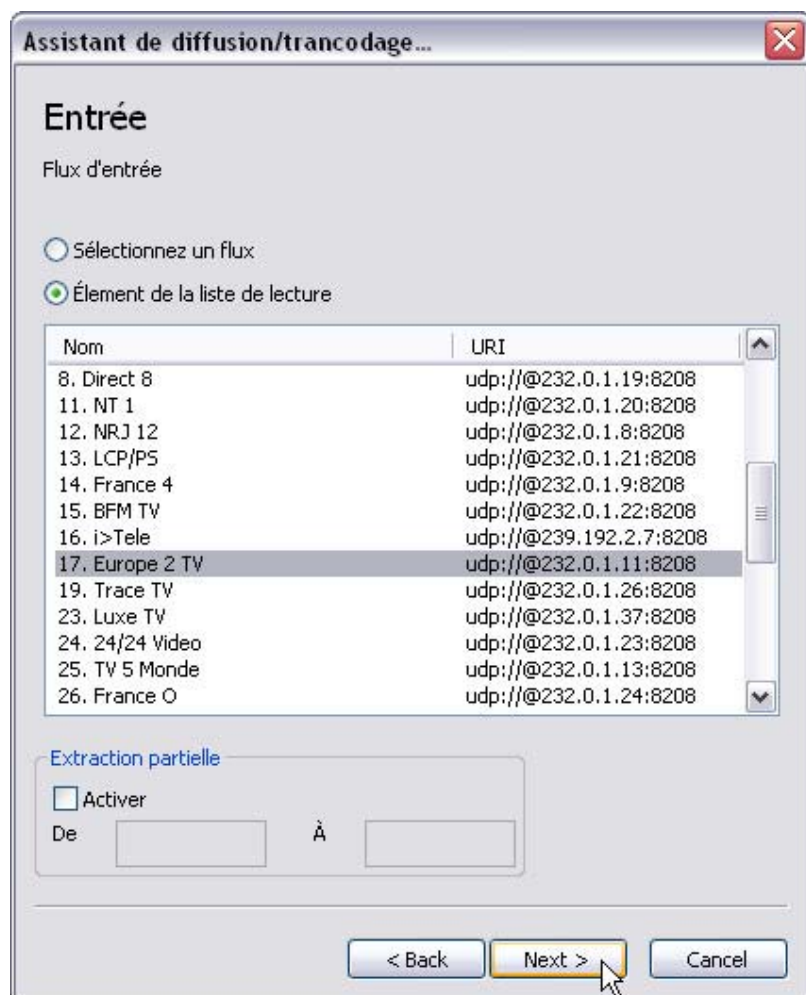 Assistant de diffusion/trancodage...
Entrée
Flux d'entrée
Sélectionnez un flux
Élement de la liste de lecture
Nom URI
8. Direct 8 udp://@232.0.1.19:8208
11. NT 1 udp://@232.0.1.20:8208
12. NRJ 12 udp://@232.0.1.8:8208
13. LCP/PS udp://@232.0.1.21:8208
14. France 4 udp://@232.0.1.9:8208
15. BFM TV udp://@232.0.1.22:8208
16. i>Tele udp://@239.192.2.7:8208
17. Europe 2 TV udp://@232.0.1.11:8208
19. Trace TV udp://@232.0.1.26:8208
23. Luxe TV udp://@232.0.1.37:8208
24. 24/24 Video udp://@232.0.1.23:8208
25. TV 5 Monde udp://@232.0.1.13:8208
26. France O udp://@232.0.1.24:8208
Extraction partielle
Activer
De À
< Back Next > Cancel